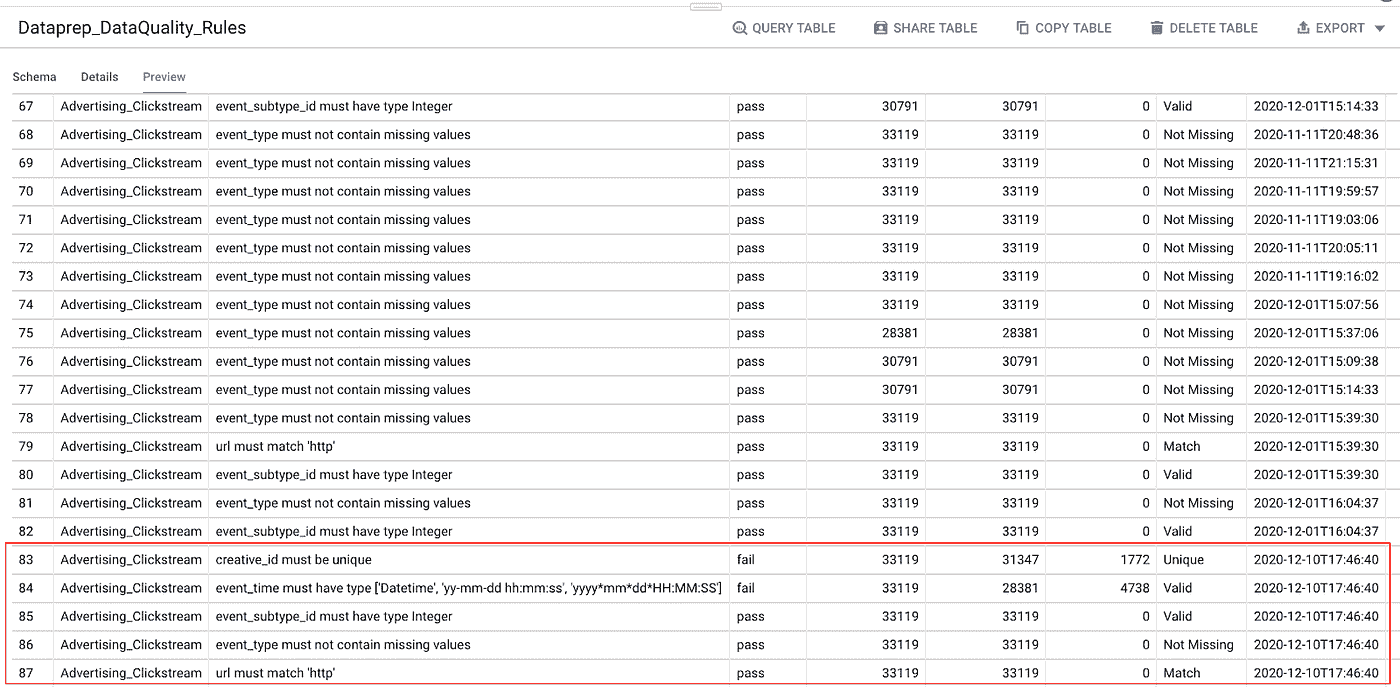 Dataprep_DataQuality_Rules QUERY TABLE SHARE TABLE COPY TABLE DELETE TABLE EXPORT
Schema Details Preview
67 Advertising_Clickstream event_subtype_id must have type Integer pass 30791 30791 0 Valid 2020-12-01T15:14:33
68 Advertising_Clickstream event_type must not contain missing values pass 33119 33119 0 Not Missing 2020-11-11T20:48:36
69 Advertising_Clickstream event_type must not contain missing values pass 33119 33119 0 Not Missing 2020-11-11T21:15:31
70 Advertising_Clickstream event_type must not contain missing values pass 33119 33119 0 Not Missing 2020-11-11T19:59:57
71 Advertising_Clickstream event_type must not contain missing values pass 33119 33119 0 Not Missing 2020-11-11T19:03:06
72 Advertising_Clickstream event_type must not contain missing values pass 33119 33119 0 Not Missing 2020-11-11T20:05:11
73 Advertising_Clickstream event_type must not contain missing values pass 33119 33119 0 Not Missing 2020-11-11T19:16:02
74 Advertising_Clickstream event_type must not contain missing values pass 33119 33119 0 Not Missing 2020-12-01T15:07:56
75 Advertising_Clickstream event_type must not contain missing values pass 28381 28381 0 Not Missing 2020-12-01T15:37:06
76 Advertising_Clickstream event_type must not contain missing values pass 30791 30791 0 Not Missing 2020-12-01T15:09:38
77 Advertising_Clickstream event_type must not contain missing values pass 30791 30791 0 Not Missing 2020-12-01T15:14:33
78 Advertising_Clickstream event_type must not contain missing values pass 33119 33119 0 Not Missing 2020-12-01T15:39:30
79 Advertising_Clickstream url must match 'http' pass 33119 33119 0 Match 2020-12-01T15:39:30
80 Advertising_Clickstream event_subtype_id must have type Integer pass 33119 33119 0 Valid 2020-12-01T15:39:30
81 Advertising_Clickstream event_type must not contain missing values pass 33119 33119 0 Not Missing 2020-12-01T16:04:37
82 Advertising_Clickstream event_subtype_id must have type Integer pass 33119 33119 0 Valid 2020-12-01T16:04:37
83 Advertising_Clickstream creative_id must be unique fail 33119 31347 1772 Unique 2020-12-10T17:46:40
84 Advertising_Clickstream event_time must have type ['Datetime', 'yy-mm-dd hh:mm:ss', 'yyyy*mm*dd*HH:MM:SS'] fail 33119 28381 4738 Valid 2020-12-10T17:46:40
85 Advertising_Clickstream event_subtype_id must have type Integer pass 33119 33119 0 Valid 2020-12-10T17:46:40
86 Advertising_Clickstream event_type must not contain missing values pass 33119 33119 0 Not Missing 2020-12-10T17:46:40
87 Advertising_Clickstream url must match 'http' pass 33119 33119 0 Match 2020-12-10T17:46:40